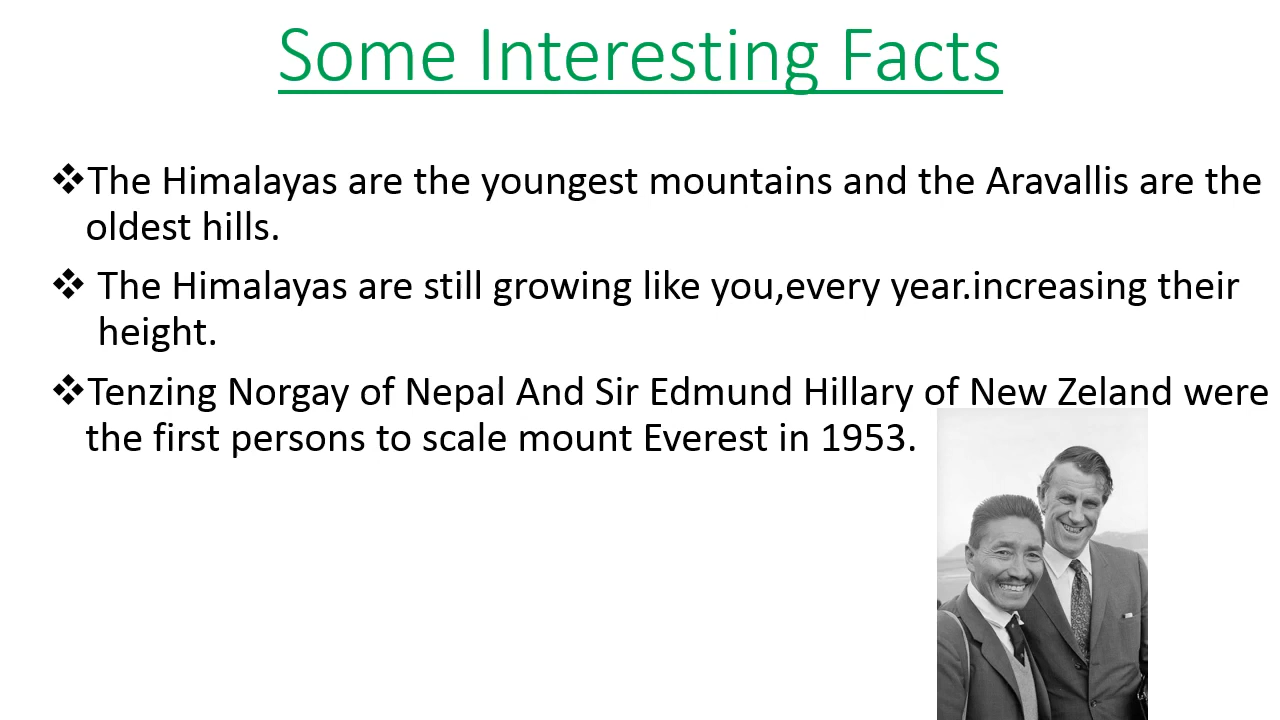 Some Interesting Facts
❖The Himalayas are the youngest mountains and the Aravallis are the
oldest hills.
❖ The Himalayas are still growing like you,every year.increasing their
height.
❖Tenzing Norgay of Nepal And Sir Edmund Hillary of New Zeland were
the first persons to scale mount Everest in 1953.